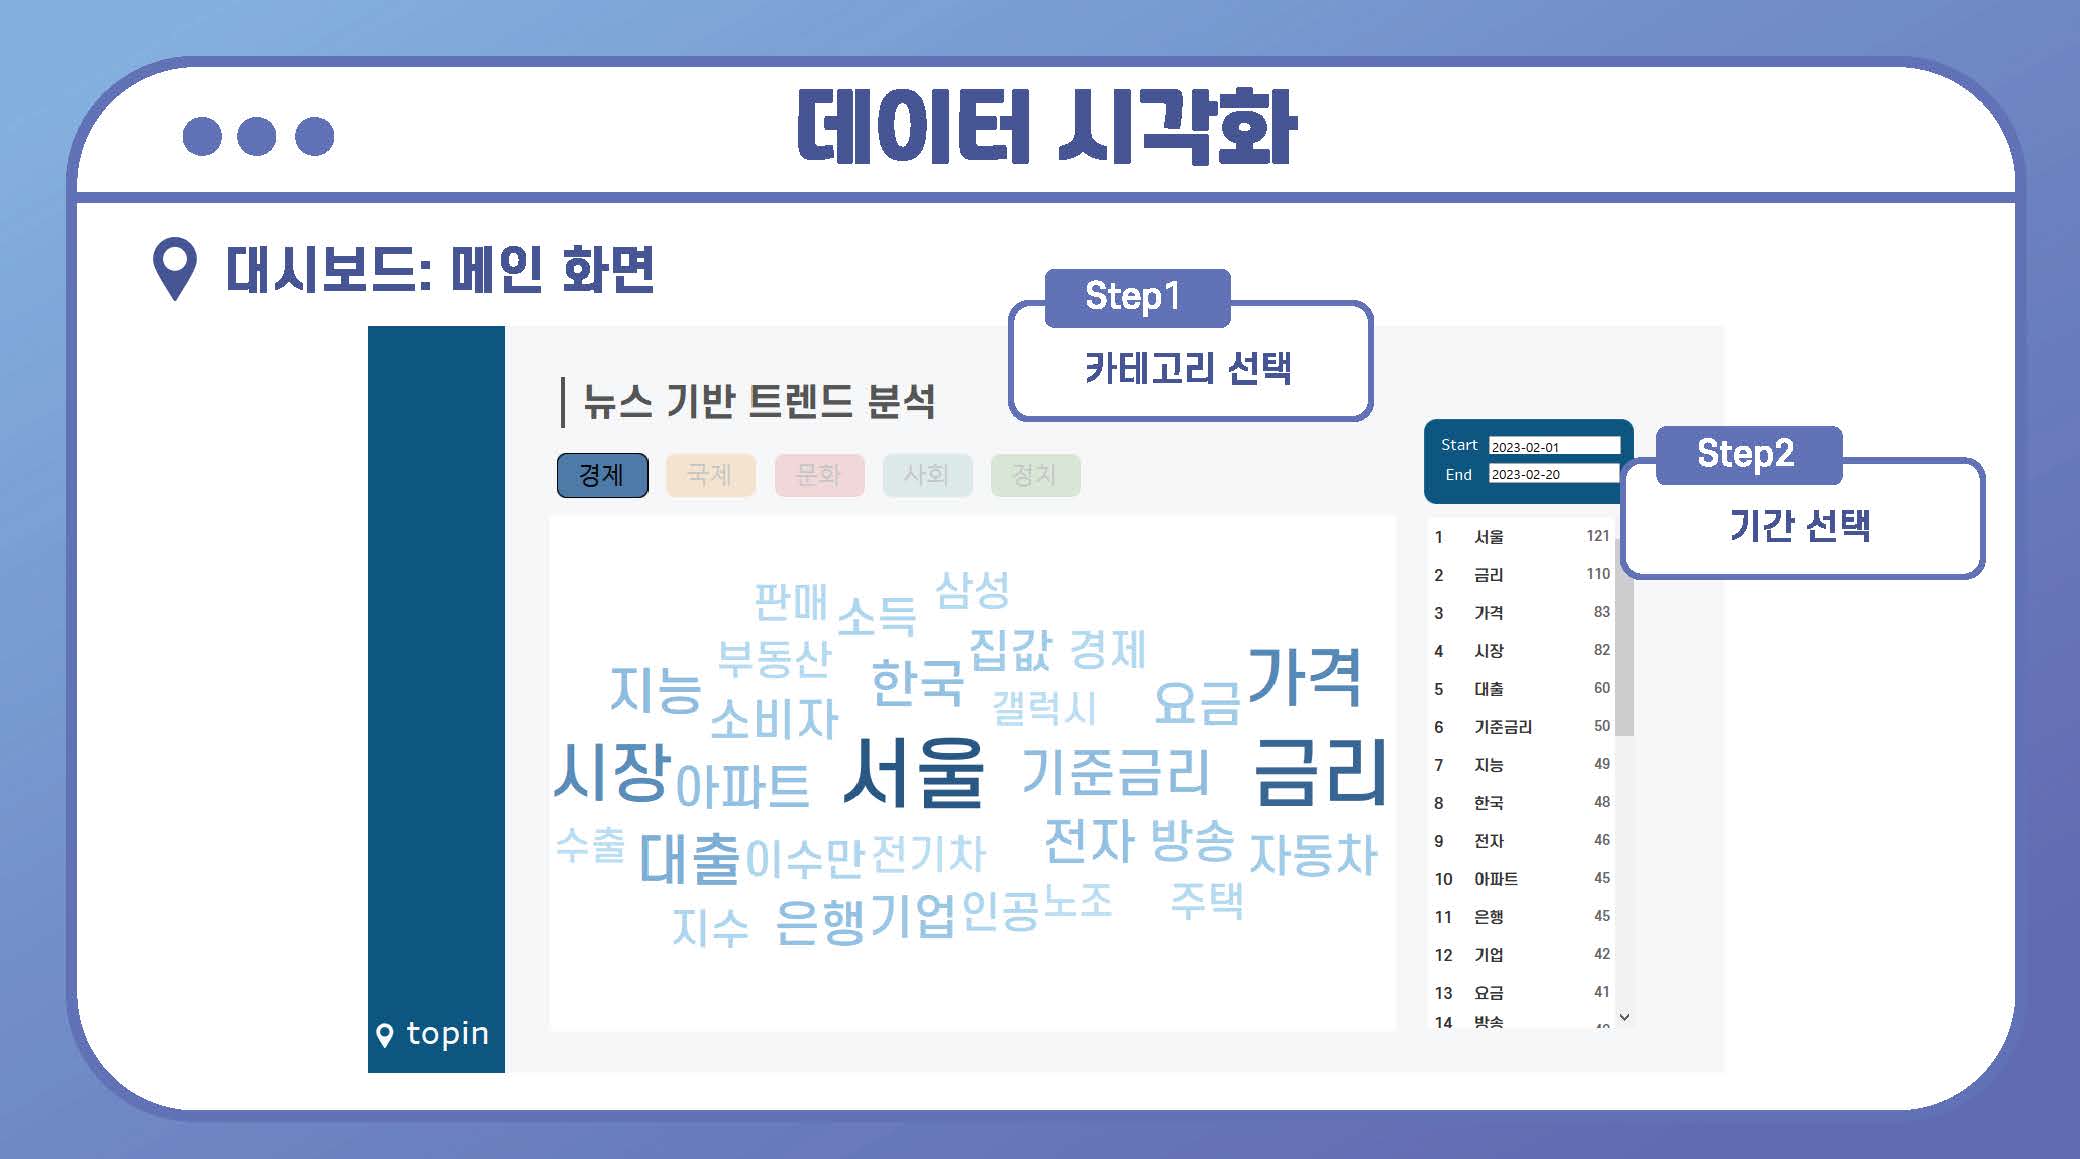 데이터 시각화
대시보드: 메인 화면
Step1
카테고리 선택
뉴스 기반 트렌드 분석
경제 국제 문화 사회 정치
Start 2023-02-01
End 2023-02-20
Step2
기간 선택
판매 소득 삼성
부동산 한국 집값 경제
지능 소비자 갤럭시 요금 가격
시장 아파트 서울 기준금리 금리
수출 대출 이수만 전기차 전자 방송 자동차
지수 은행 기업 인공 노조 주택
1 서울 121
2 금리 110
3 가격 83
4 시장 82
5 대출 60
6 기준금리 50
7 지능 49
8 한국 48
9 전자 46
10 아파트 45
11 은행 45
12 기업 42
13 요금 41
14 방송
topin